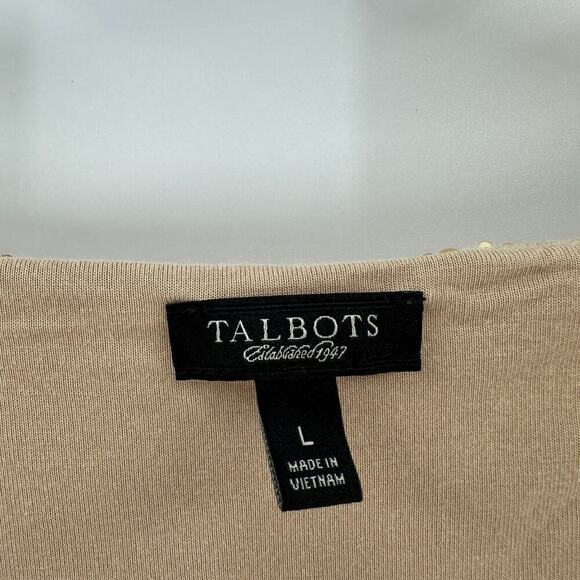 TALBOTS
Established 1947
L
MADE IN
VIETNAM